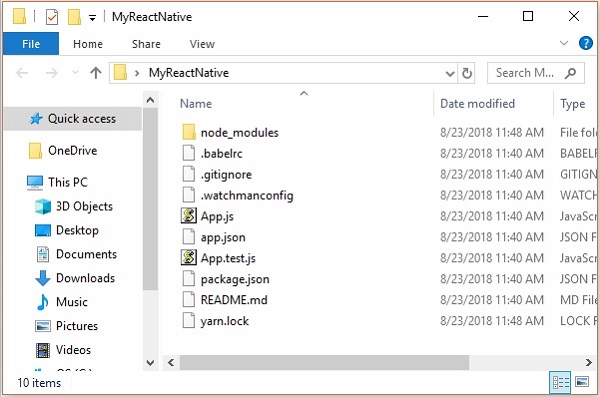 MyReactNative
File Home Share View
MyReactNative Search M...
Name Date modified Type
Quick access
OneDrive
This PC
3D Objects
Desktop
Documents
Downloads
Music
Pictures
Videos
node_modules 8/23/2018 11:48 AM File fold
.babelrc 8/23/2018 11:40 AM BABEL
.gitignore 8/23/2018 11:40 AM GITIGN
.watchmanconfig 8/23/2018 11:40 AM WATCH
App.js 8/23/2018 11:40 AM JavaScr
app.json 8/23/2018 11:40 AM JSON F
App.test.js 8/23/2018 11:40 AM JavaScr
package.json 8/23/2018 11:40 AM JSON F
README.md 8/23/2018 11:40 AM MD File
yarn.lock 8/23/2018 11:48 AM LOCK F
10 items